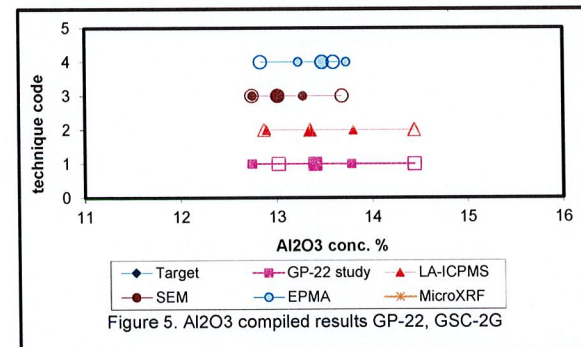 5
4
3
2
1
0
technique code
11 12 13 14 15 16
Al2O3 conc. %
Target GP-22 study LA-ICPMS
SEM EPMA MicroXRF
Figure 5. Al2O3 compiled results GP-22, GSC-2G